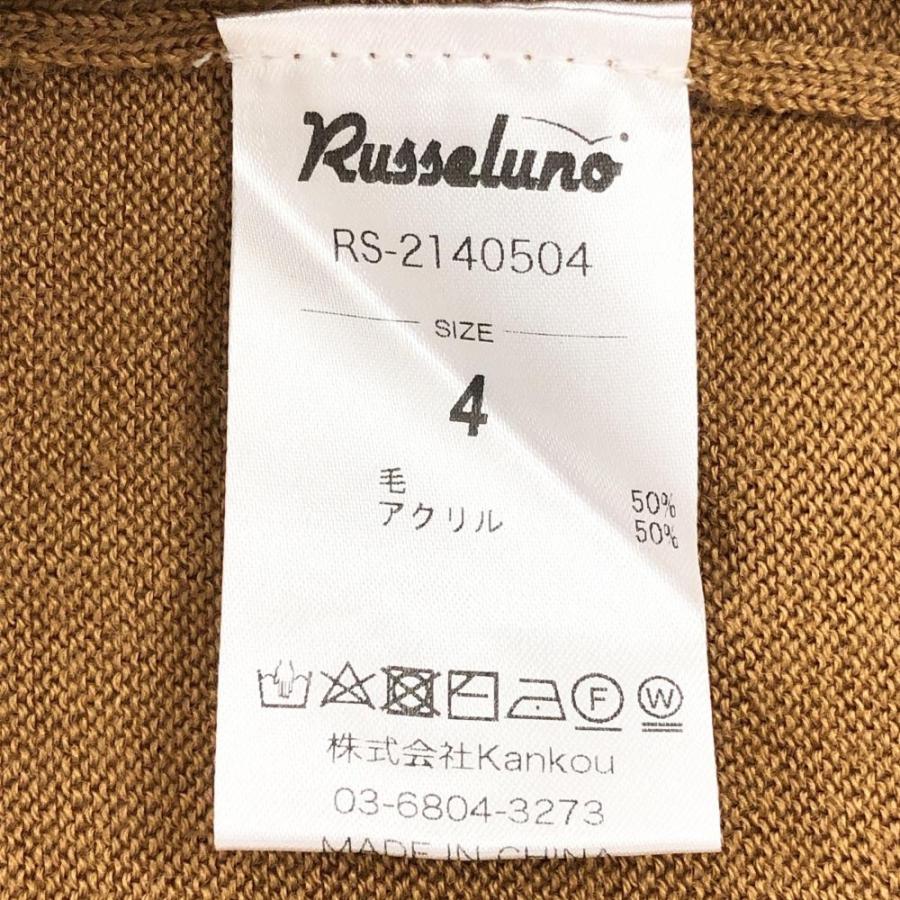 Russeluno
RS-2140504
SIZE
4
毛 50%
アクリル 50%
F W
株式会社Kankou
03-6804-3273
MADE IN CHINA